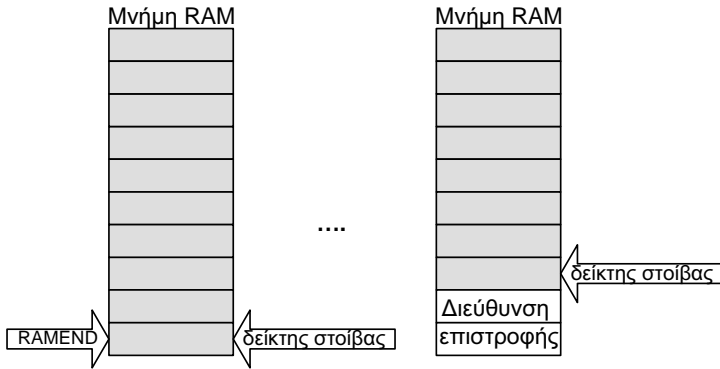 Μνήμη RAM
Μνήμη RAM
....
δείκτης στοίβας
Διεύθυνση
επιστροφής
RAMEND
δείκτης στοίβας